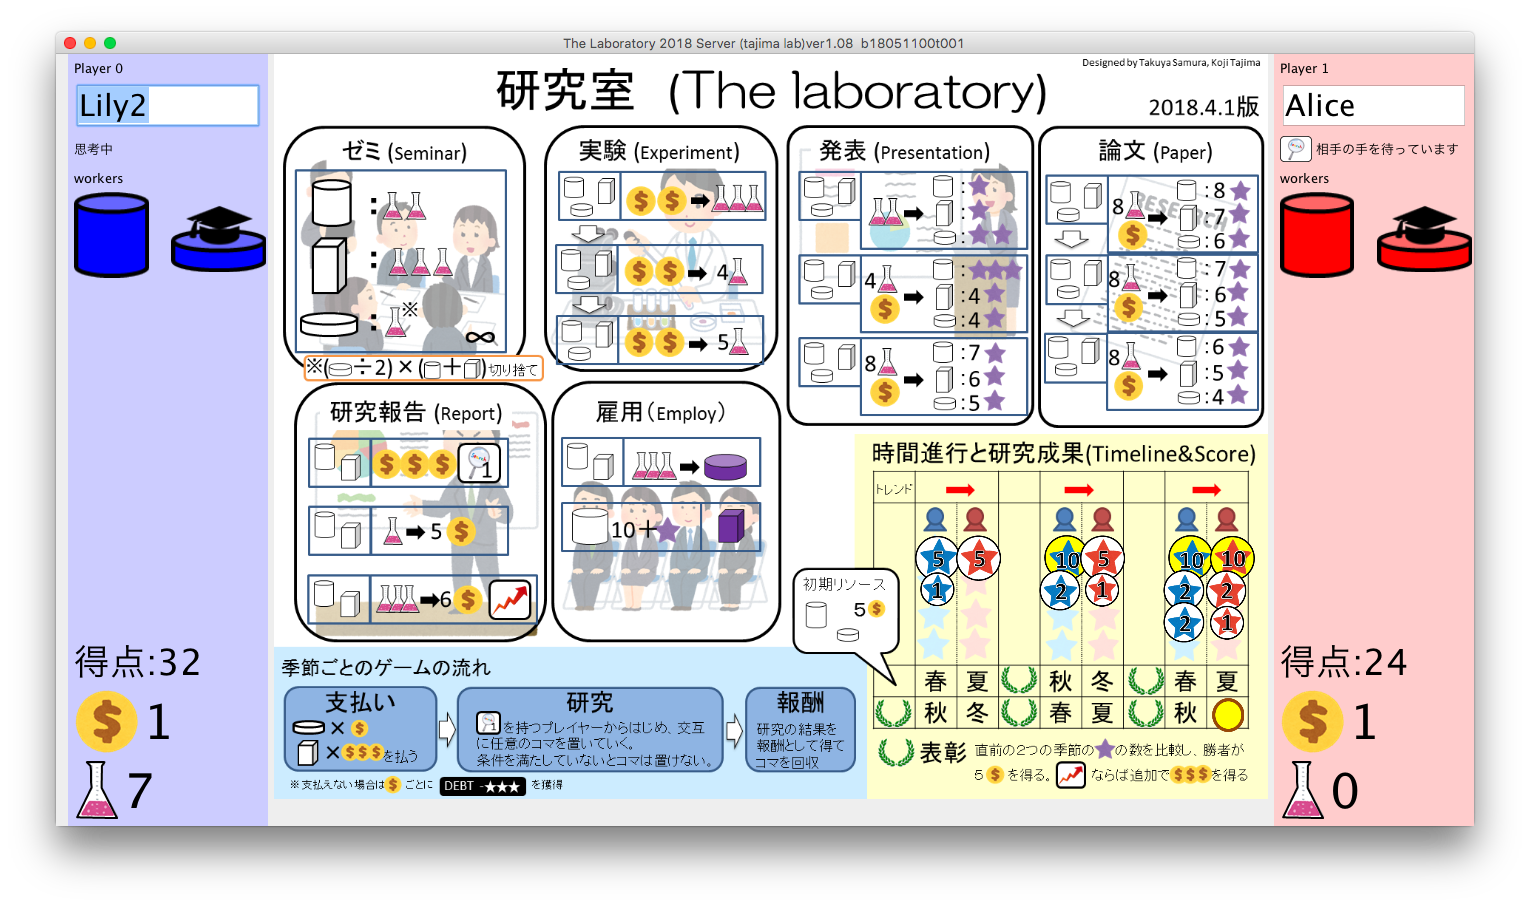 The Laboratory 2018 Server (tajima lab)ver1.08 b18051100t001
Player 0
Lily2
思考中
workers
得点:32
1
7
Designed by Takuya Samura, Koji Tajima
研究室 (The laboratory)
2018.4.1版
ゼミ (Seminar)
:
:
:
※
∞
※( ÷2)×( + )切り捨て
実験 (Experiment)
4
5
発表 (Presentation)
:
:
:
4
:
:4
:4
8
:7
:6
:5
論文 (Paper)
RESEARCH
8
:8
:7
:6
8
:7
:6
:5
8
:6
:5
:4
研究報告 (Report)
Search
1
5
6
雇用 (Employ)
10+
時間進行と研究成果(Timeline&Score)
トレンド
5 5 10 5 10 10
1 2 1 2 2
2 1
春 夏 秋 冬 春 夏
秋 冬 春 夏 秋
初期リソース
5
表彰 直前の2つの季節の の数を比較し、勝者が
5 を得る。 ならば追加で を得る
季節ごとのゲームの流れ
支払い
×
× を払う
研究
1 を持つプレイヤーからはじめ、交互
に任意のコマを置いていく。
条件を満たしていないとコマは置けない。
報酬
研究の結果を
報酬として得て
コマを回収
※支払えない場合は ごとに DEBT -★★★ を獲得
Player 1
Alice
相手の手を待っています
workers
得点:24
1
0